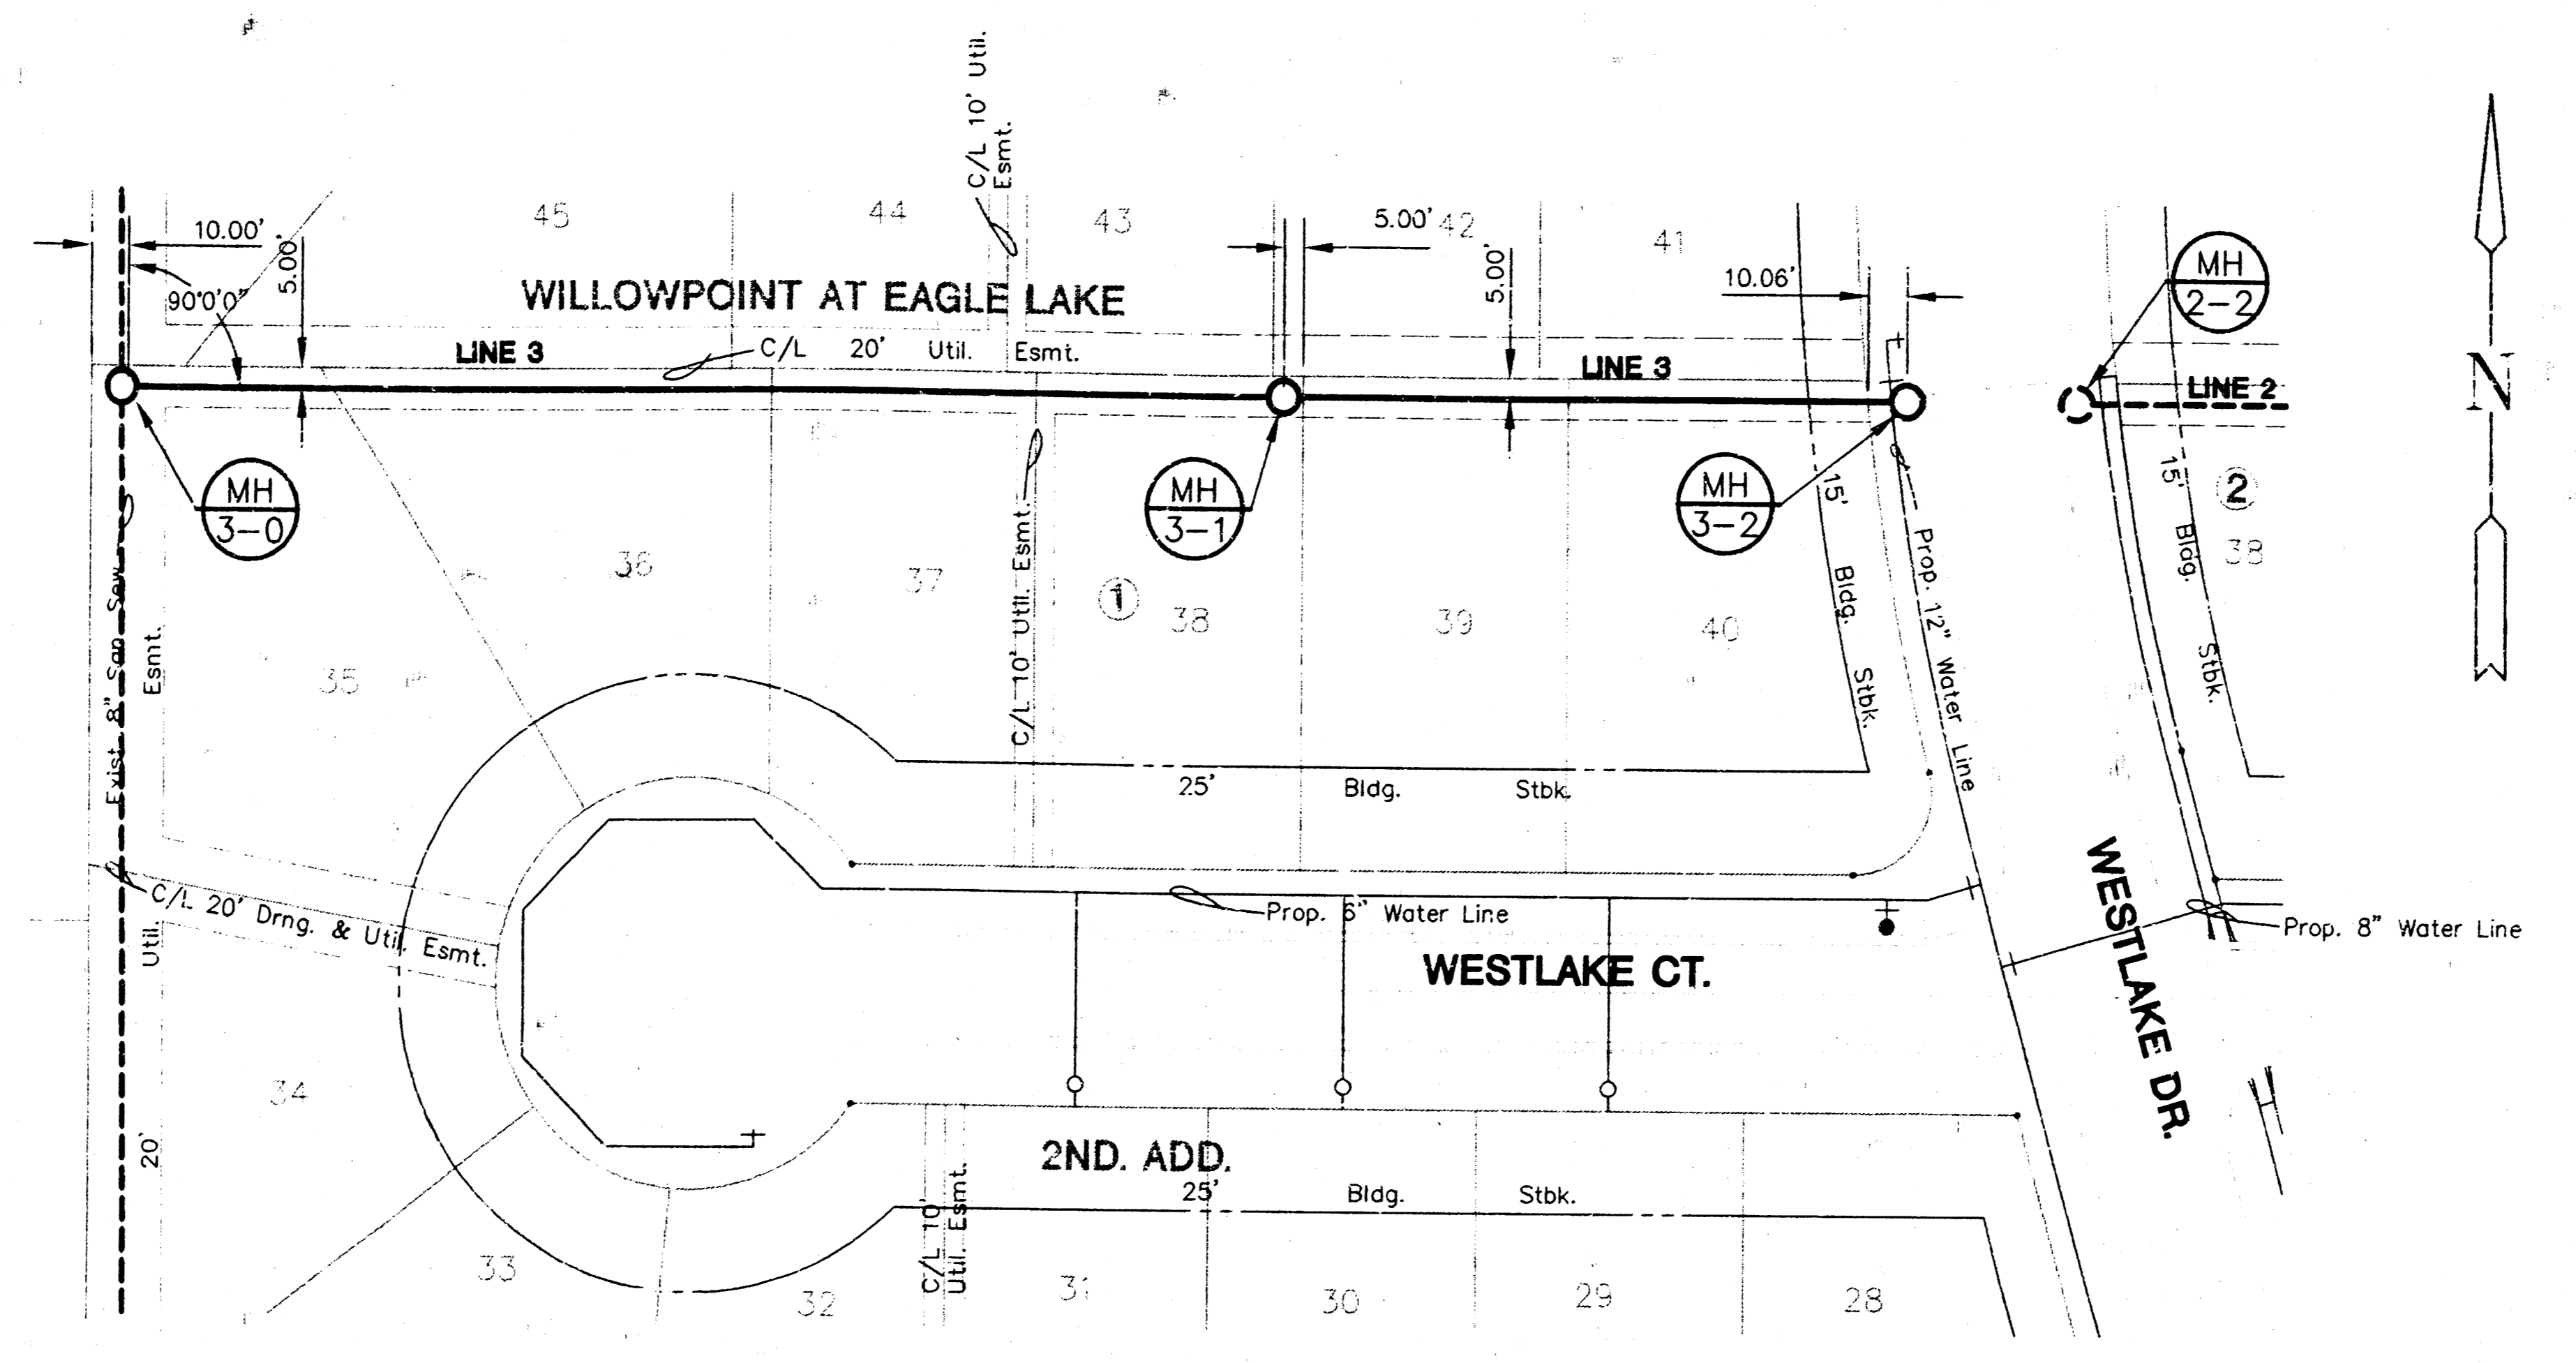 C/L 10' Util.
Esmt.
45
44
43
5.00'
42
41
10.00'
5.00'
90°0'0"
WILLOWPOINT AT EAGLE LAKE
5.00'
10.06'
MH
2-2
LINE 3
C/L 20' Util. Esmt.
LINE 3
LINE 2
N
MH
3-0
MH
3-1
MH
3-2
15' Bldg. Stbk.
Prop. 12" Water Line
15' Bldg. Stbk.
2
38
36
37
C/L 10' Util. Esmt.
1
38
39
40
35
Exist. 8" San Sew
Esmt.
25' Bldg. Stbk.
C/L 20' Drng. & Util. Esmt.
Util.
20'
Prop. 6" Water Line
WESTLAKE CT.
WESTLAKE DR.
Prop. 8" Water Line
34
2ND. ADD.
25' Bldg. Stbk.
C/L 10'
Util. Esmt.
33
32
31
30
29
28